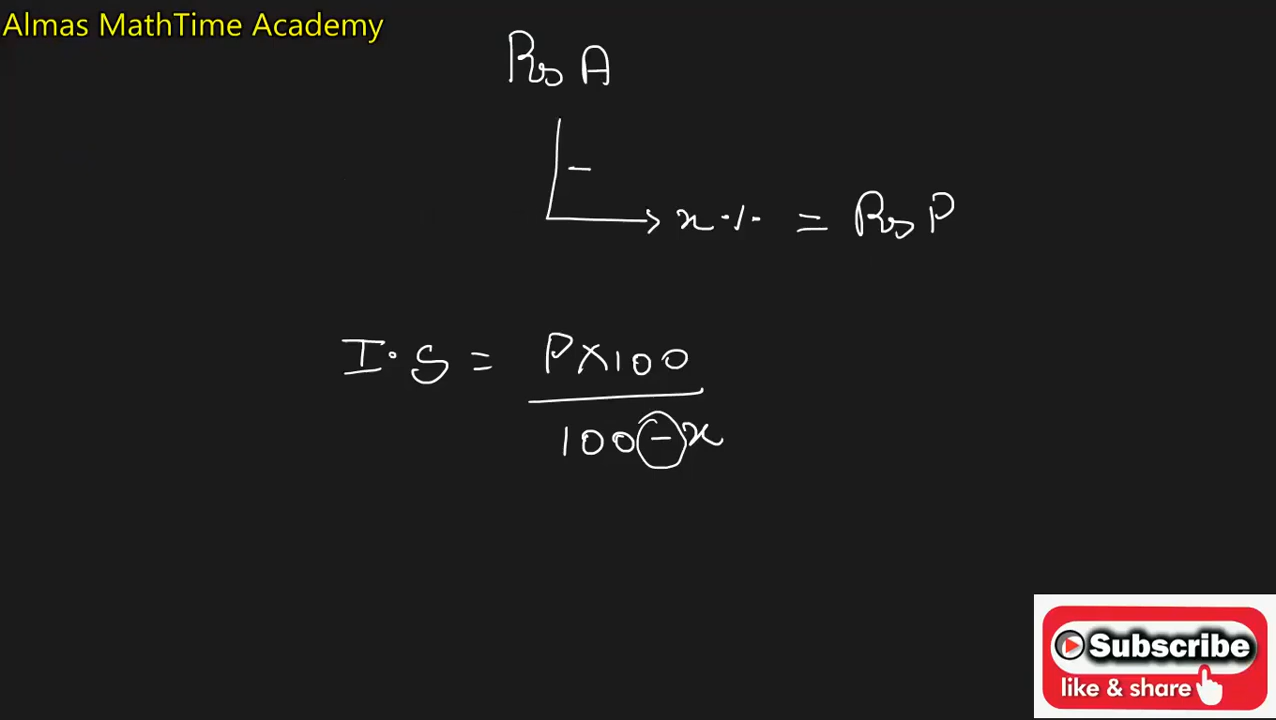 Almas MathTime Academy
Rs A
-
x % = Rs P
I.S = P×100
100 - x
Subscribe
like & share